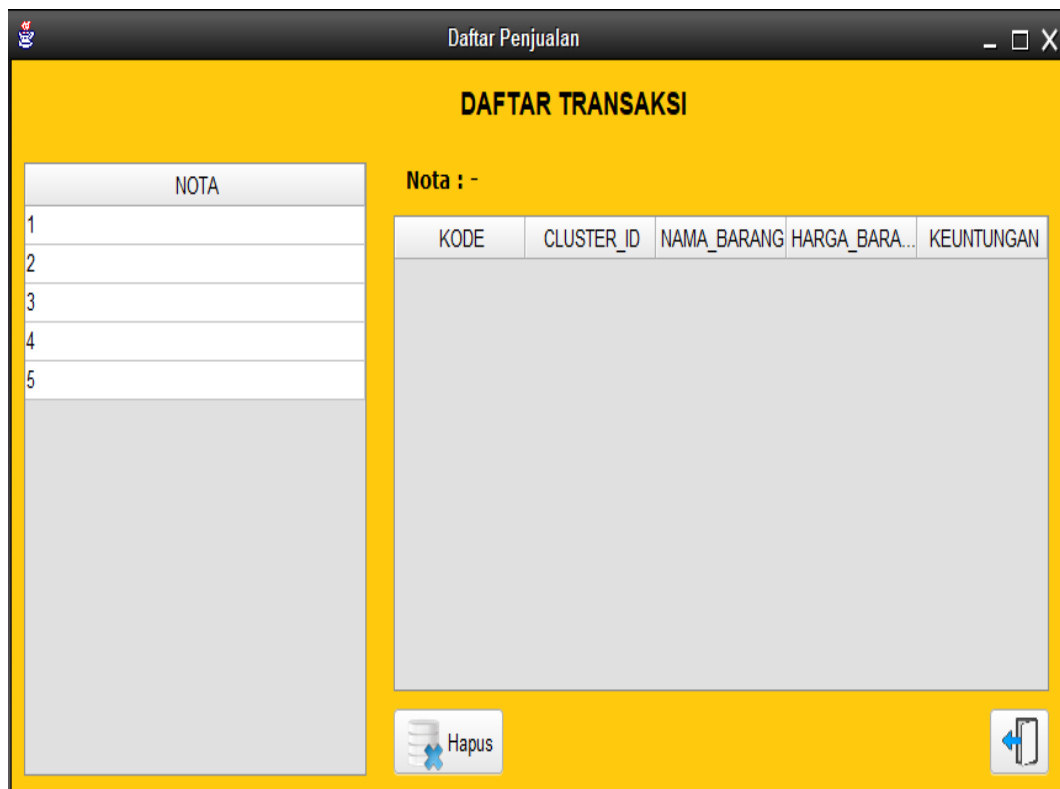 Daftar Penjualan
DAFTAR TRANSAKSI
NOTA
1
2
3
4
5
Nota : -
KODE CLUSTER_ID NAMA_BARANG HARGA_BARA... KEUNTUNGAN
Hapus